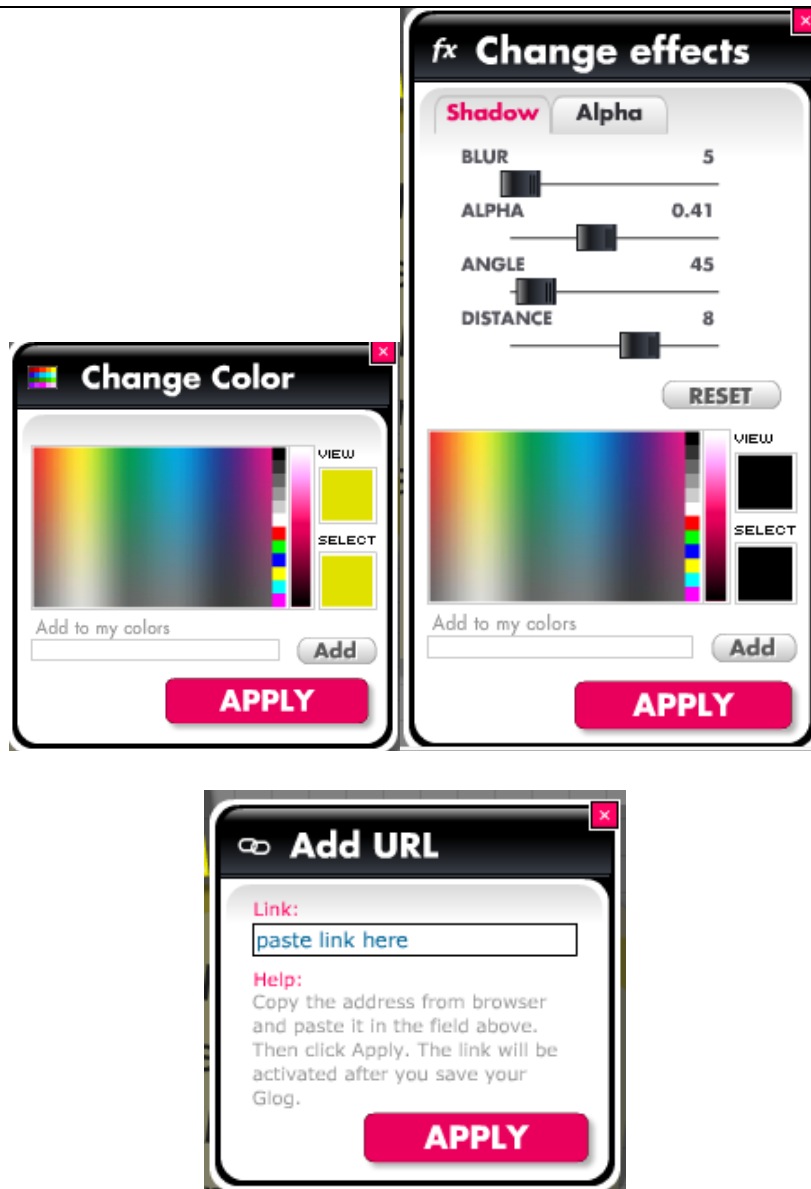 Change Color
VIEW
SELECT
Add to my colors
Add
APPLY
fx Change effects
Shadow Alpha
BLUR 5
ALPHA 0.41
ANGLE 45
DISTANCE 8
RESET
VIEW
SELECT
Add to my colors
Add
APPLY
Add URL
Link:
paste link here
Help:
Copy the address from browser
and paste it in the field above.
Then click Apply. The link will be
activated after you save your
Glog.
APPLY